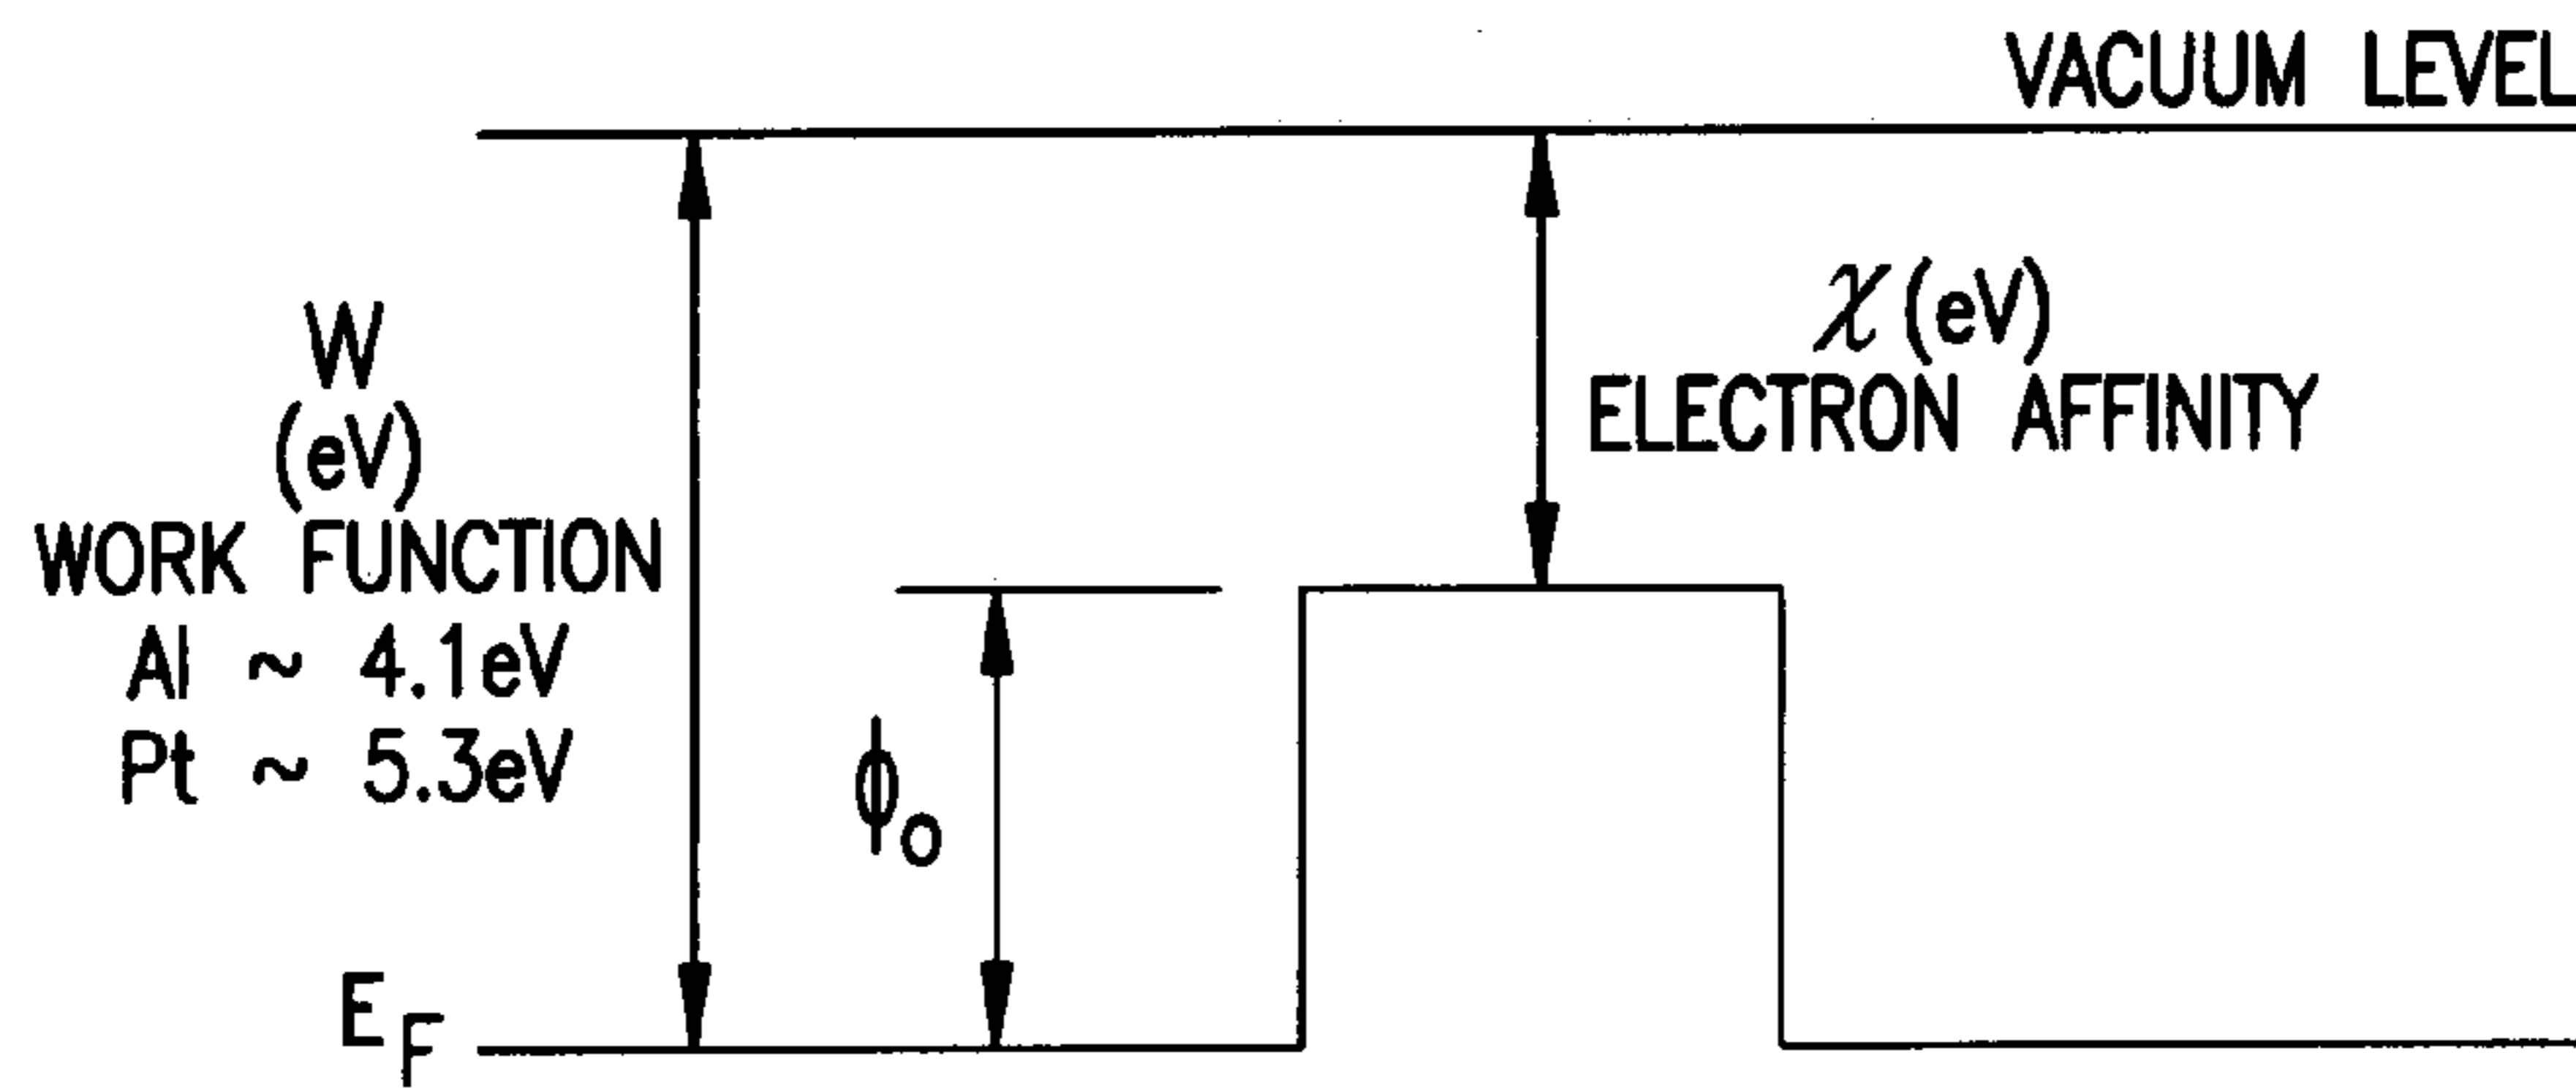 VACUUM LEVEL
W
(eV)
WORK FUNCTION
Al ~ 4.1eV
Pt ~ 5.3eV
χ(eV)
ELECTRON AFFINITY
ϕo
EF